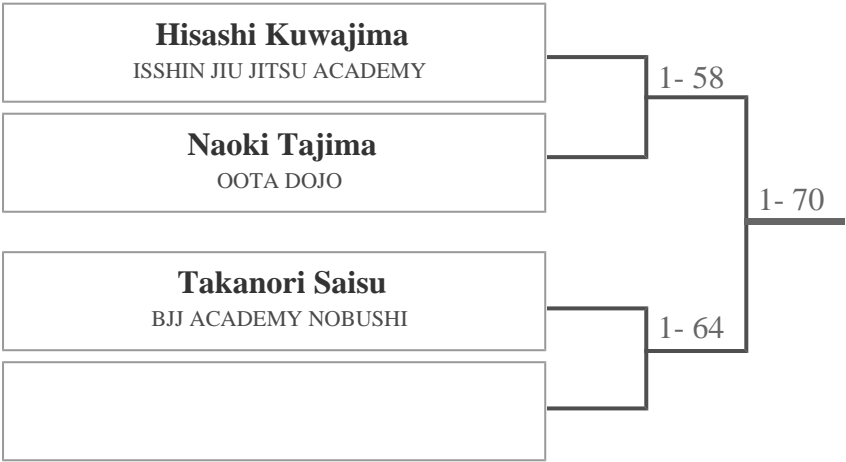 Hisashi Kuwajima
ISSHIN JIU JITSU ACADEMY
1- 58
Naoki Tajima
OOTA DOJO
1- 70
Takanori Saisu
BJJ ACADEMY NOBUSHI
1- 64